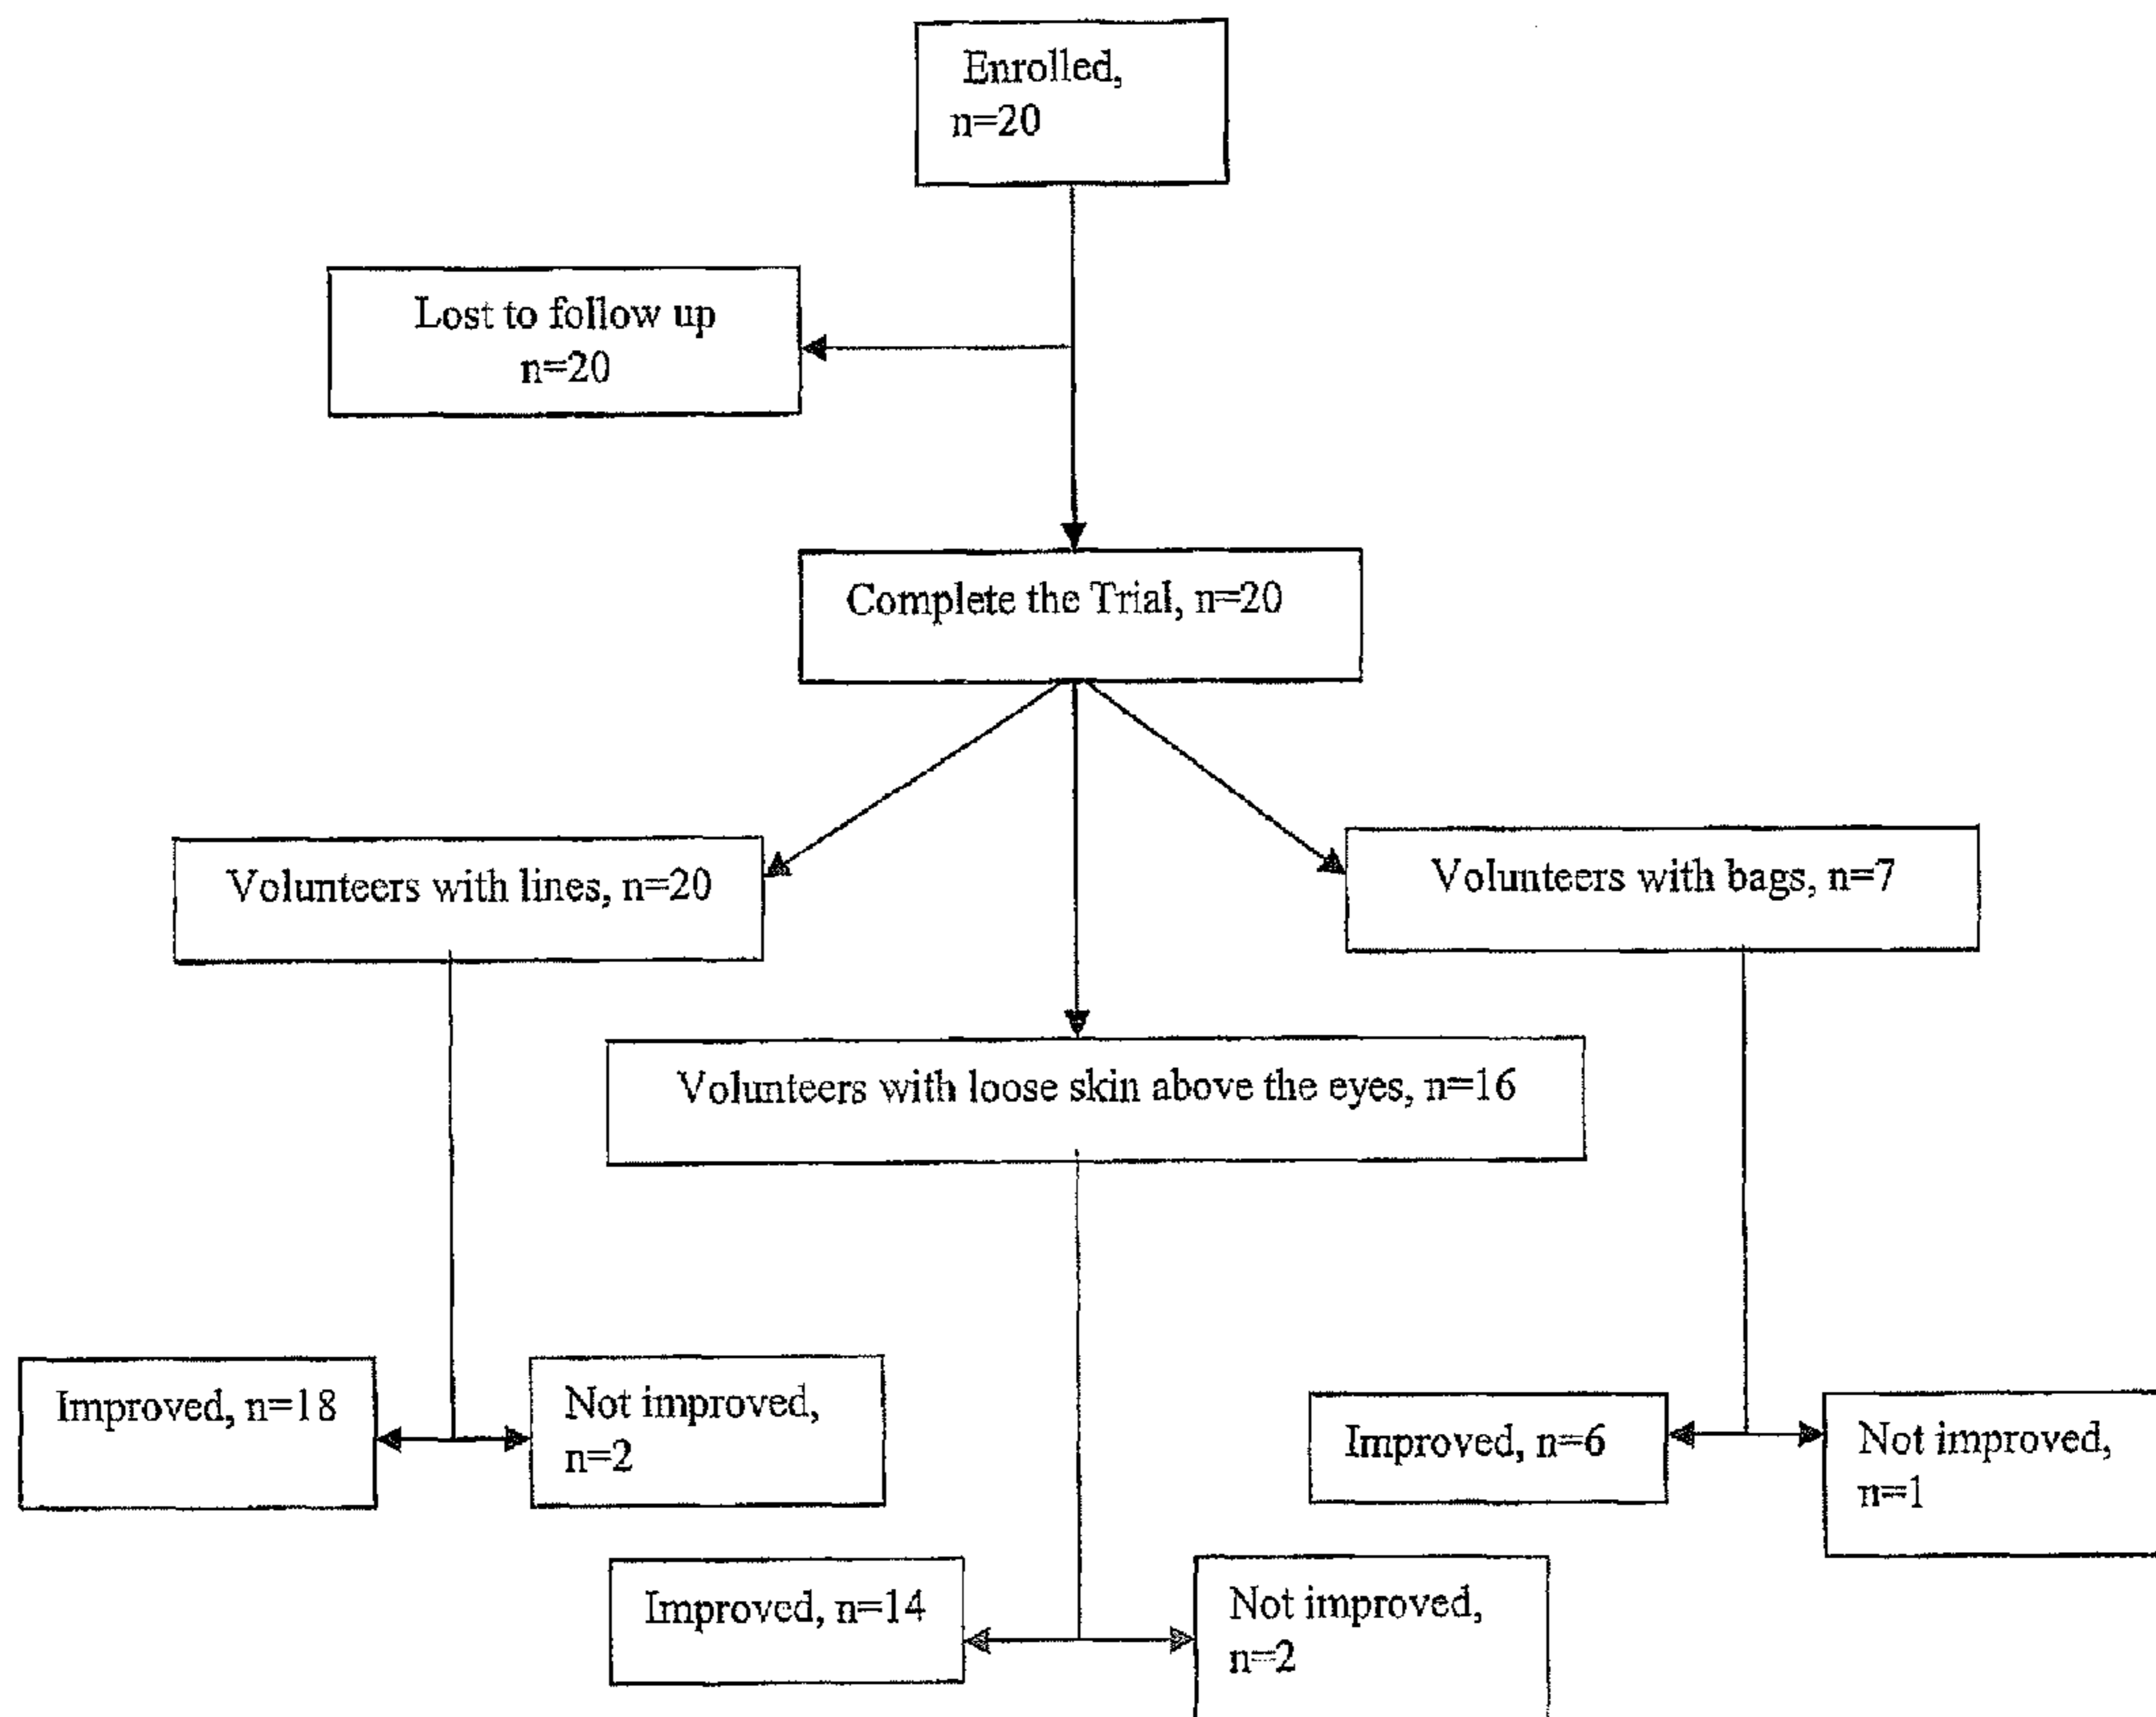 Enrolled,
n=20
Lost to follow up
n=20
Complete the Trial, n=20
Volunteers with lines, n=20
Volunteers with bags, n=7
Volunteers with loose skin above the eyes, n=16
Improved, n=18
Not improved,
n=2
Improved, n=6
Not improved,
n=1
Improved, n=14
Not improved,
n=2